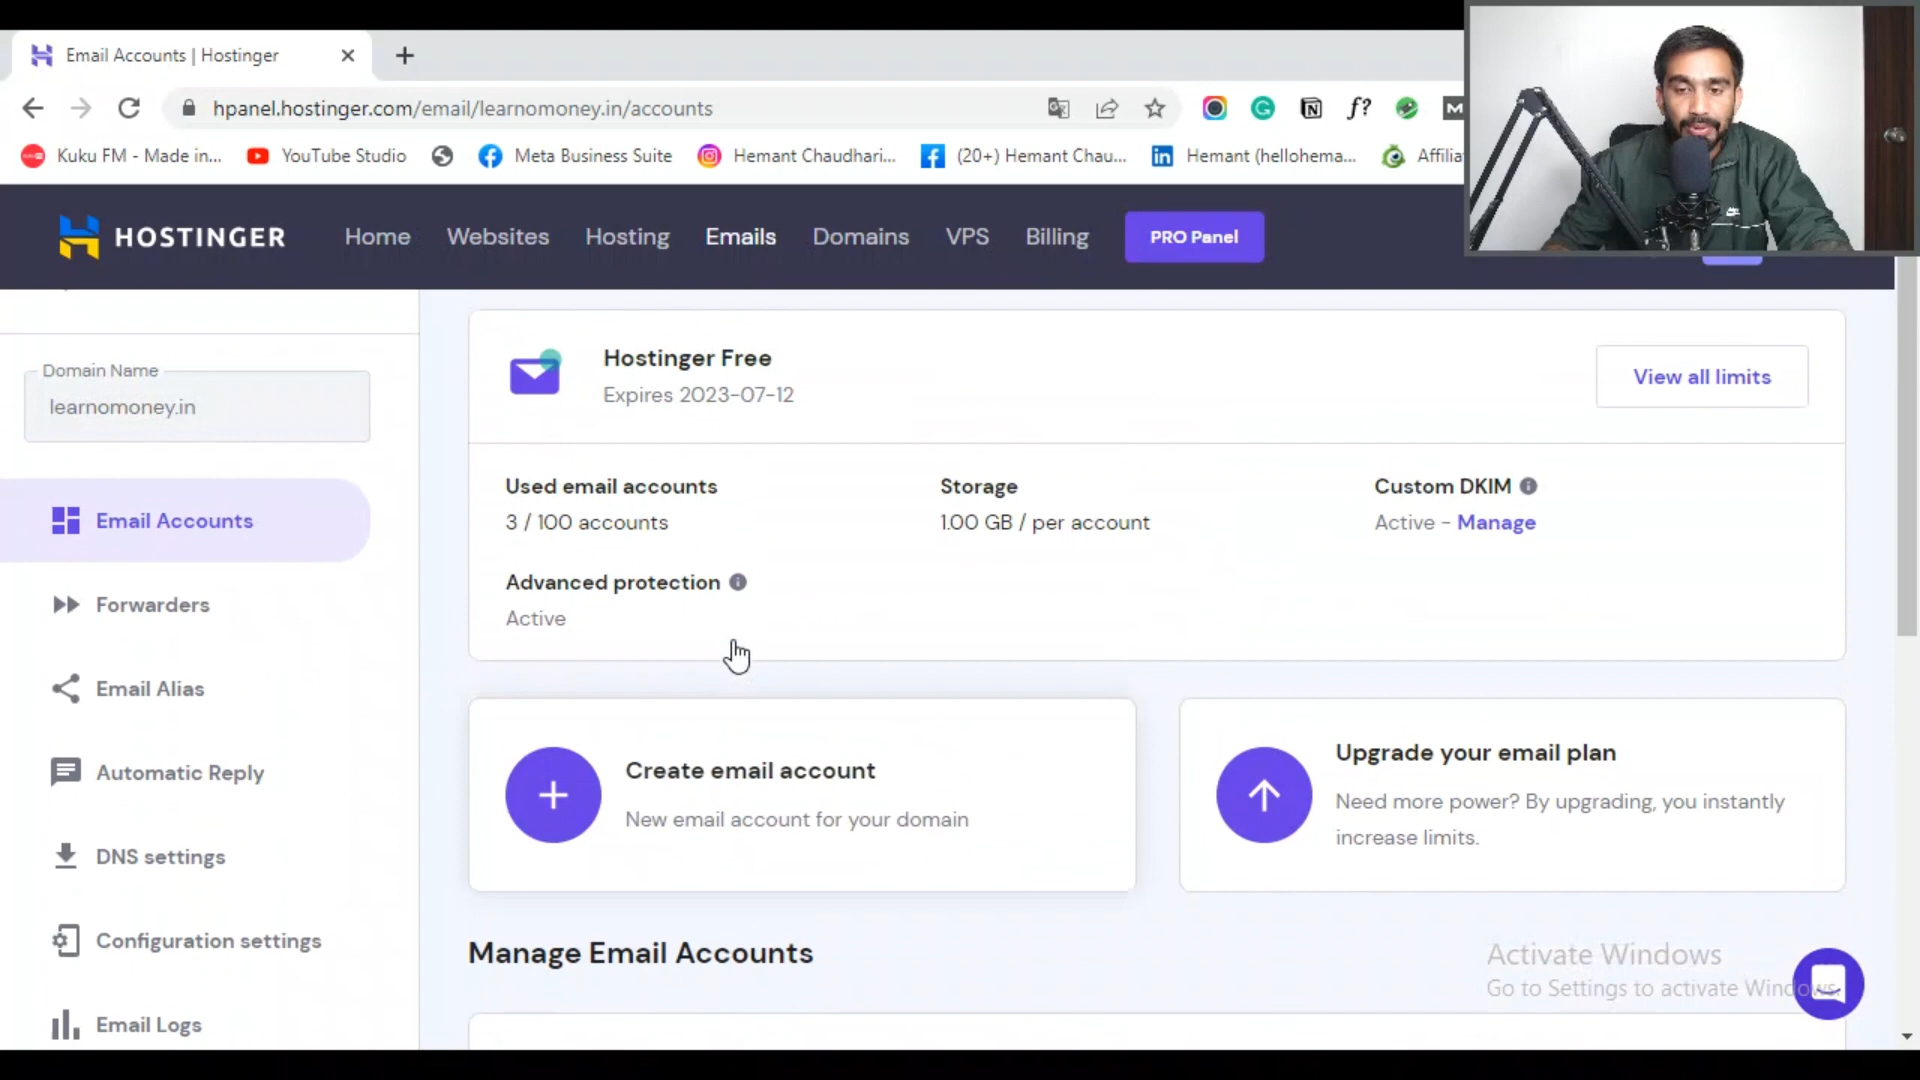 Email Accounts | Hostinger
hpanel.hostinger.com/email/learnomoney.in/accounts
Kuku FM - Made in...
YouTube Studio
Meta Business Suite
Hemant Chaudhari...
(20+) Hemant Chau...
Hemant (hellohema...
HOSTINGER
Home
Websites
Hosting
Emails
Domains
VPS
Billing
PRO Panel
Domain Name
learnomoney.in
Email Accounts
Forwarders
Email Alias
Automatic Reply
DNS settings
Configuration settings
Email Logs
Hostinger Free
Expires 2023-07-12
View all limits
Used email accounts
3 / 100 accounts
Storage
1.00 GB / per account
Custom DKIM
Active - Manage
Advanced protection
Active
Create email account
New email account for your domain
Upgrade your email plan
Need more power? By upgrading, you instantly
increase limits.
Manage Email Accounts
Activate Windows
Go to Settings to activate Windows.